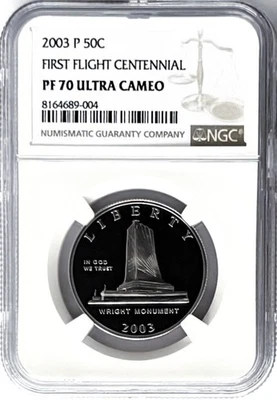 2003 P 50C
FIRST FLIGHT CENTENNIAL
PF 70 ULTRA CAMEO
8164689-004
NUMISMATIC GUARANTY COMPANY
NGC
LIBERTY
IN GOD
WE TRUST
WRIGHT MONUMENT
2003